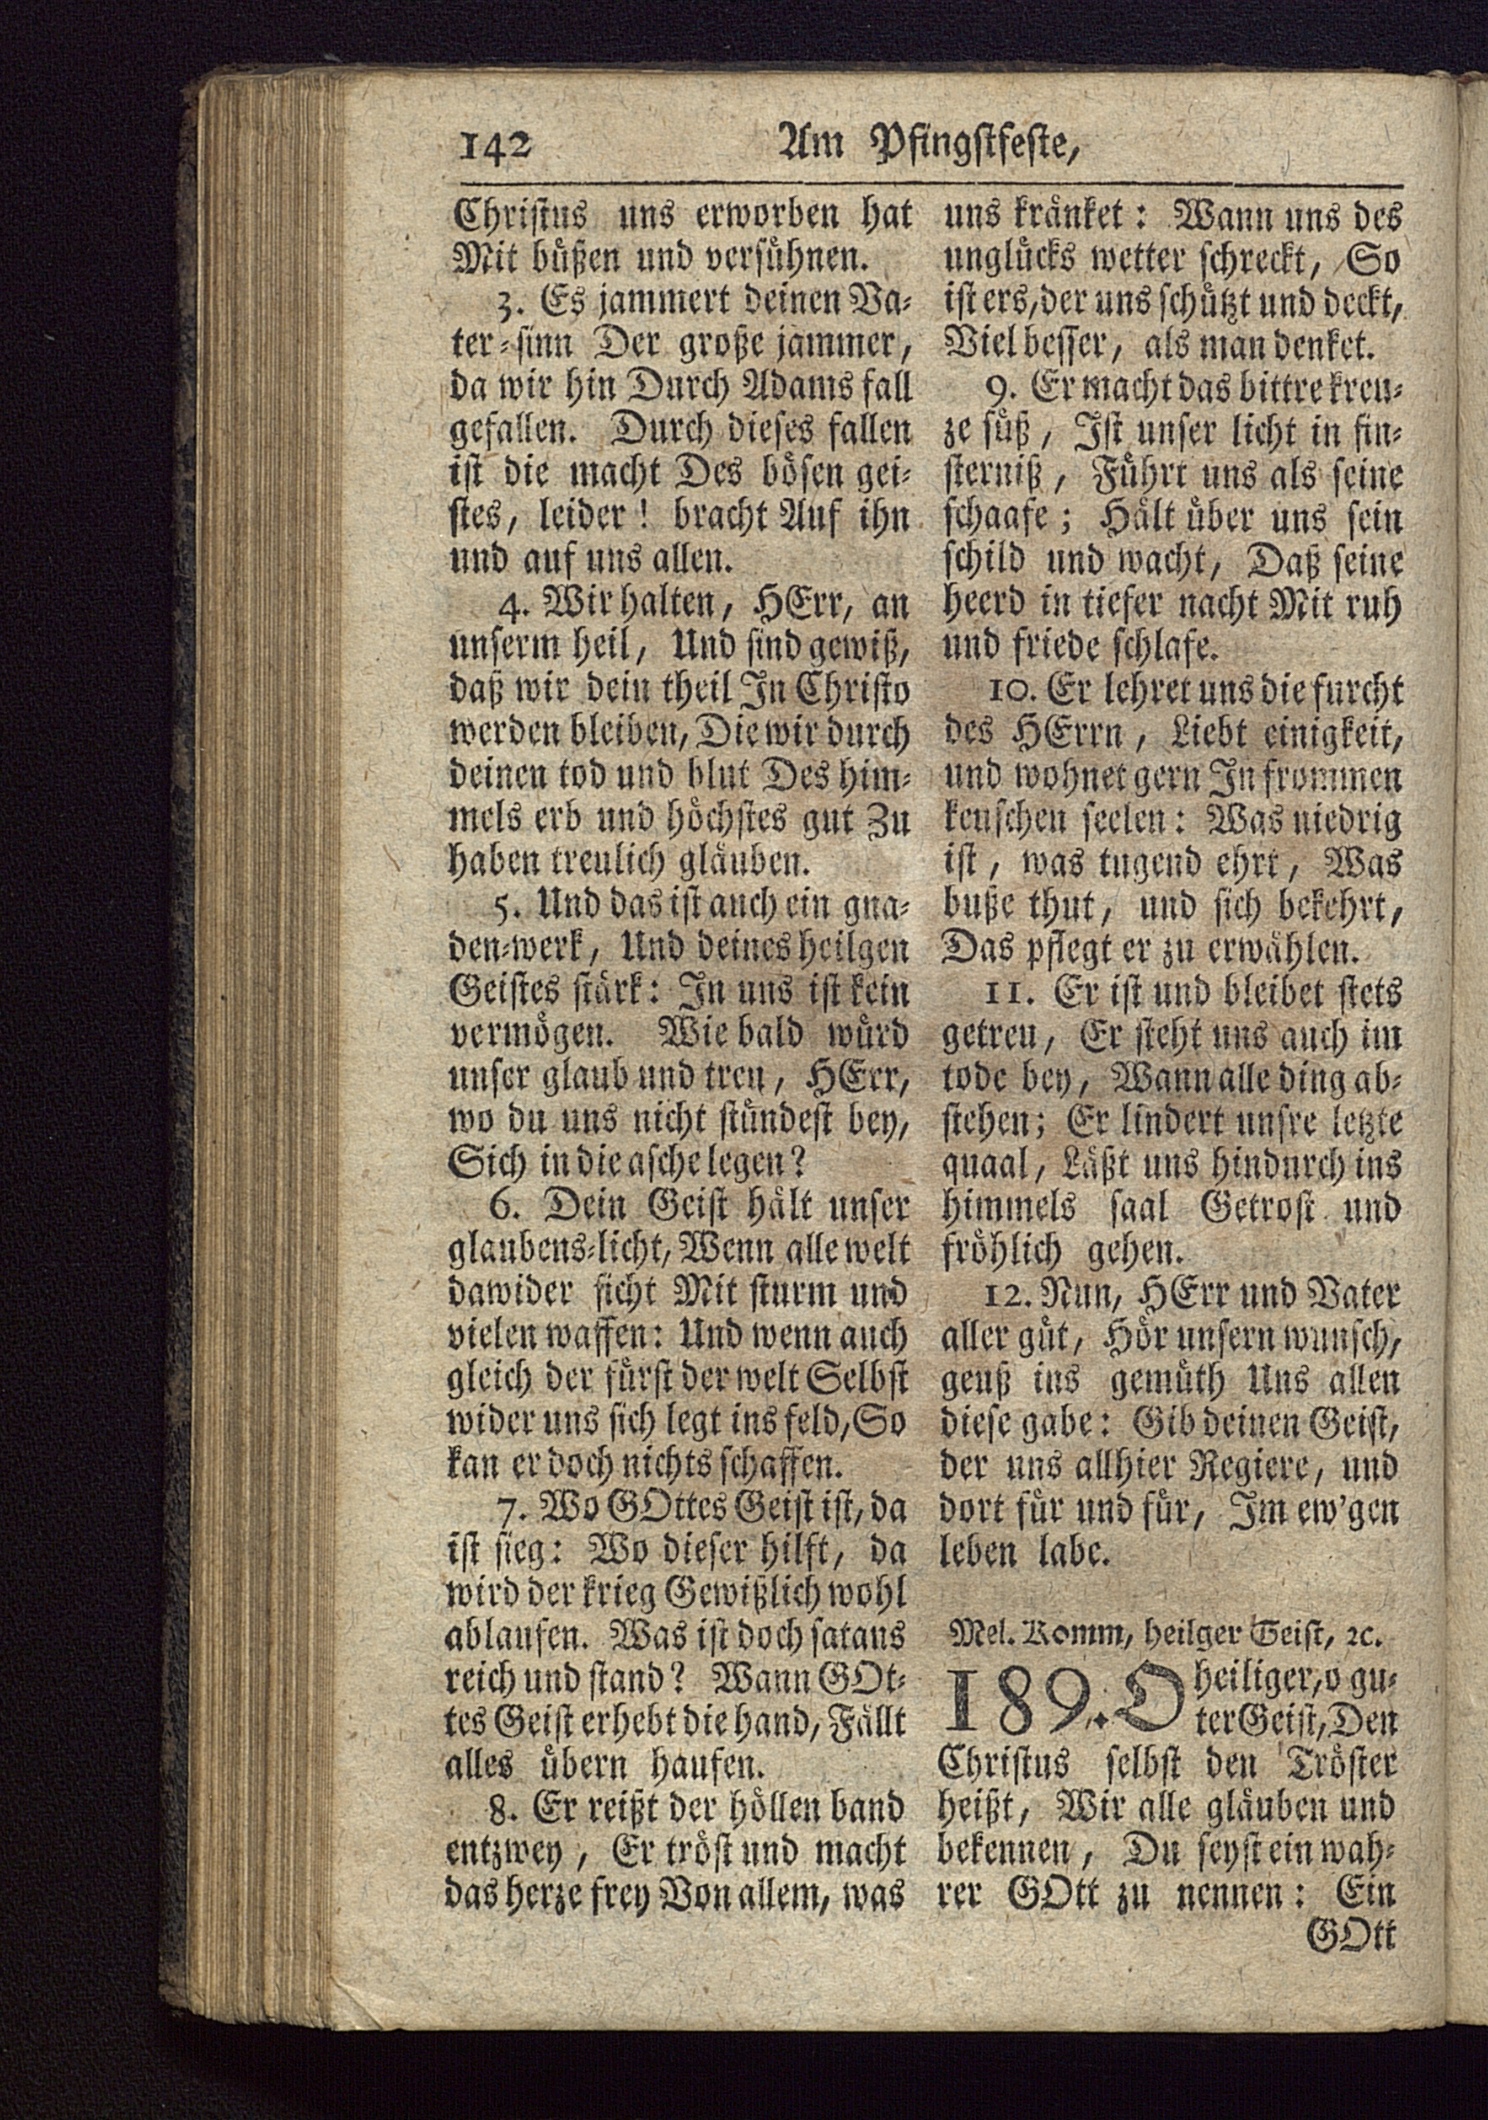 142 Am Pfingstfeste,
Christus uns erworben hat
Mit büßen und versühnen.
3. Es jammert deinen Va-
ter-sinn Der große jammer,
da wir hin Durch Adams fall
gefallen. Durch dieses fallen
ist die macht Des bösen gei-
stes, leider! bracht Auf ihn
und auf uns allen.
4. Wir halten, HErr, an
unserm heil, Und sind gewiß,
daß wir dein theil In Christo
werden bleiben, Die wir durch
deinen tod und blut Des him-
mels erb und höchstes gut Zu
haben treulich gläuben.
5. Und das ist auch ein gna-
den-werk, Und deines heilgen
Geistes stärk: In uns ist kein
vermögen. Wie bald würd
unser glaub und treu, HErr,
wo du uns nicht stündest bey,
Sich in die asche legen?
6. Dein Geist hält unser
glaubens-licht, Wenn alle welt
dawider ficht Mit sturm und
vielen waffen: Und wenn auch
gleich der fürst der welt Selbst
wider uns sich legt ins feld, So
kan er doch nichts schaffen.
7. Wo GOttes Geist ist, da
ist sieg: Wo dieser hilft, da
wird der krieg Gewißlich wohl
ablaufen. Was ist doch satans
reich und stand? Wann GOt-
tes Geist erhebt die hand, Fällt
alles übern haufen.
8. Er reißt der höllen band
entzwey, Er tröst und macht
das herze frey Von allem, was
uns kränket: Wann uns des
unglücks wetter schreckt, So
ist ers, der uns schützt und deckt,
Viel besser, als man denket.
9. Er macht das bittre kreu-
ze süß, Ist unser licht in fin-
sterniß, Führt uns als seine
schaafe; Hält über uns sein
schild und wacht, Daß seine
heerd in tiefer nacht Mit ruh
und friede schlafe.
10. Er lehret uns die furcht
des HErrn, Liebt einigkeit,
und wohnet gern In frommen
keuschen seelen: Was niedrig
ist, was tugend ehrt, Was
buße thut, und sich bekehrt,
Das pflegt er zu erwählen.
11. Er ist und bleibet stets
getreu, Er steht uns auch im
tode bey, Wann alle ding ab-
stehen; Er lindert unsre letzte
quaal, Läßt uns hindurch ins
himmels saal Getrost und
fröhlich gehen.
12. Nun, HErr und Vater
aller güt, Hör unsern wunsch,
geuß ins gemüth Uns allen
diese gabe: Gib deinen Geist,
der uns allhier Regiere, und
dort für und für, Im ew'gen
leben labe.
Mel. Komm, heilger Geist, ꝛc.
189. O heiliger, o gu-
ter Geist, Den
Christus selbst den Tröster
heißt, Wir alle gläuben und
bekennen, Du seyst ein wah-
rer GOtt zu nennen: Ein
GOtt